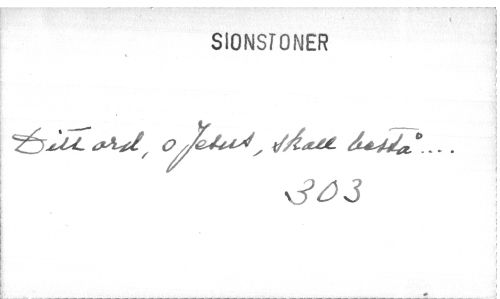 SIONSTONER
Ditt ord, o Jesus, skall bestå....
303